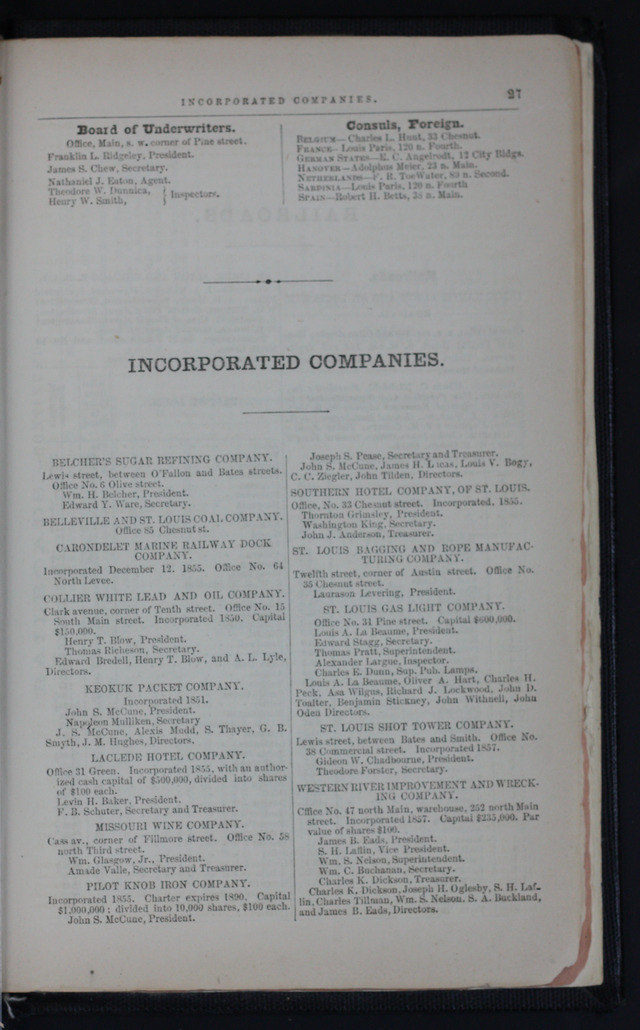 INCORPORATED COMPANIES.
27
Board of Underwriters.
Office, Main, s. w. corner of Pine street.
Franklin L. Ridgeley, President.
James S. Chew, Secretary.
Nathaniel J. Eaton, Agent.
Theodore W. Dunnica, } Inspectors.
Henry W. Smith,
Consuls, Foreign.
BELGIUM—Charles L. Hunt, 33 Chesnut.
FRANCE—Louis Paris, 120 n. Fourth.
GERMAN STATES—E. C. Angelrodt, 12 City Bldgs.
HANOVER—Adolphus Meier, 23 n. Main.
NETHERLANDS—F. R. ToeWater, 89 n. Second.
SARDINIA—Louis Paris, 120 n. Fourth
SPAIN—Robert H. Betts, n. Main.
INCORPORATED COMPANIES.
BELCHER'S SUGAR REFINING COMPANY.
Lewis street, between O'Fallon and Bates streets.
Office No. 6 Olive street.
Wm. H. Belcher, President.
Edward Y. Ware, Secretary.
BELLEVILLE AND ST. LOUIS COAL COMPANY.
Office 85 Chesnut st.
CARONDELET MARINE RAILWAY DOCK
COMPANY.
Incorporated December 12, 1855. Office No. 64
North Levee.
COLLIER WHITE LEAD AND OIL COMPANY.
Clark avenue, corner of Tenth street. Office No. 15
South Main street. Incorporated 1850. Capital
$150,000.
Henry T. Blow, President.
Thomas Richeson, Secretary.
Edward Bredell, Henry T. Blow, and A. L. Lyle,
Directors.
KEOKUK PACKET COMPANY.
Incorporated 1851.
John S. McCune, President.
Napoleon Mulliken, Secretary
J. S. McCune, Alexis Mudd, S. Thayer, G. B.
Smyth, J. M. Hughes, Directors.
LACLEDE HOTEL COMPANY.
Office 31 Green. Incorporated 1855, with an author-
ized cash capital of $500,000, divided into shares
of $100 each.
Levin H. Baker, President.
F. B. Schuter, Secretary and Treasurer.
MISSOURI WINE COMPANY.
Cass av., corner of Fillmore street. Office No. 58
north Third street.
Wm. Glasgow, Jr., President.
Amade Valle, Secretary and Treasurer.
PILOT KNOB IRON COMPANY.
Incorporated 1855. Charter expires 1890. Capital
$1,000,000; divided into 10,000 shares, $100 each.
John S. McCune, President.
Joseph S. Pease, Secretary and Treasurer.
John S. McCune, James H. Lucas, Louis V. Bogy,
C. C. Ziegler, John Tilden, Directors.
SOUTHERN HOTEL COMPANY, OF ST. LOUIS.
Office, No. 33 Chesnut street. Incorporated, 1855.
Thornton Grimsley, President.
Washington King, Secretary.
John J. Anderson, Treasurer.
ST. LOUIS BAGGING AND ROPE MANUFAC-
TURING COMPANY.
Twelfth street, corner of Austin street. Office No.
35 Chesnut street.
Laurason Levering, President.
ST. LOUIS GAS LIGHT COMPANY.
Office No. 31 Pine street. Capital $600,000.
Louis A. La Beaume, President.
Edward Stagg, Secretary.
Thomas Pratt, Superintendent.
Alexander Largue, Inspector.
Charles E. Dunn, Sup. Pub. Lamps.
Louis A. La Beaume, Oliver A. Hart, Charles H.
Peck, Asa Wilgus, Richard J. Lockwood, John D.
Toalter, Benjamin Stickney, John Withnell, John
Oden Directors.
ST. LOUIS SHOT TOWER COMPANY.
Lewis street, between Bates and Smith. Office No.
38 Commercial street. Incorporated 1857.
Gideon W. Chadbourne, President.
Theodore Forster, Secretary.
WESTERN RIVER IMPROVEMENT AND WRECK-
ING COMPANY.
Office No. 47 north Main, warehouse, 252 north Main
street. Incorporated 1857. Capital $235,000. Par
value of shares $100.
James B. Eads, President.
S. H. Laflin, Vice President.
Wm. S. Nelson, Superintendent.
Wm. C. Buchanan, Secretary.
Charles K. Dickson, Treasurer.
Charles K. Dickson, Joseph H. Oglesby, S. H. Laf-
lin, Charles Tillman, Wm. S. Nelson. S. A. Buckland,
and James B. Eads, Directors.